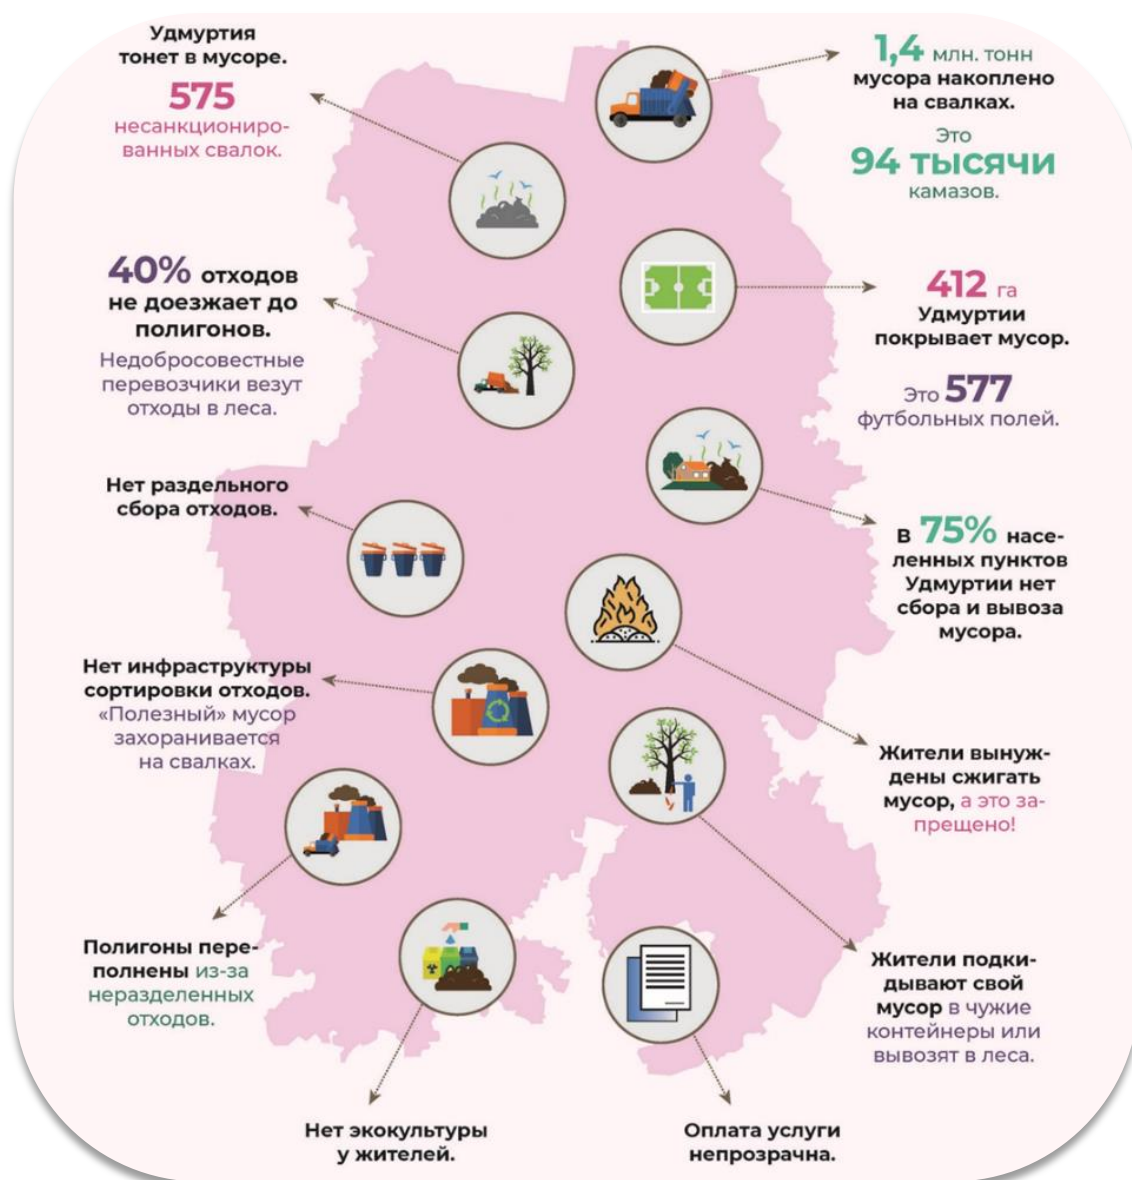 Удмуртия
тонет в мусоре.
575
несанкциониро-
ванных свалок.
1,4 млн. тонн
мусора накоплено
на свалках.
Это
94 тысячи
камазов.
40% отходов
не доезжает до
полигонов.
Недобросовестные
перевозчики везут
отходы в леса.
412 га
Удмуртии
покрывает мусор.
Это 577
футбольных полей.
Нет раздельного
сбора отходов.
В 75% насе-
ленных пунктов
Удмуртии нет
сбора и вывоза
мусора.
Нет инфраструктуры
сортировки отходов.
«Полезный» мусор
захоранивается
на свалках.
Жители вынуж-
дены сжигать
мусор, а это за-
прещено!
Полигоны пере-
полнены из-за
неразделенных
отходов.
Жители подки-
дывают свой
мусор в чужие
контейнеры или
вывозят в леса.
Нет экокультуры
у жителей.
Оплата услуги
непрозрачна.